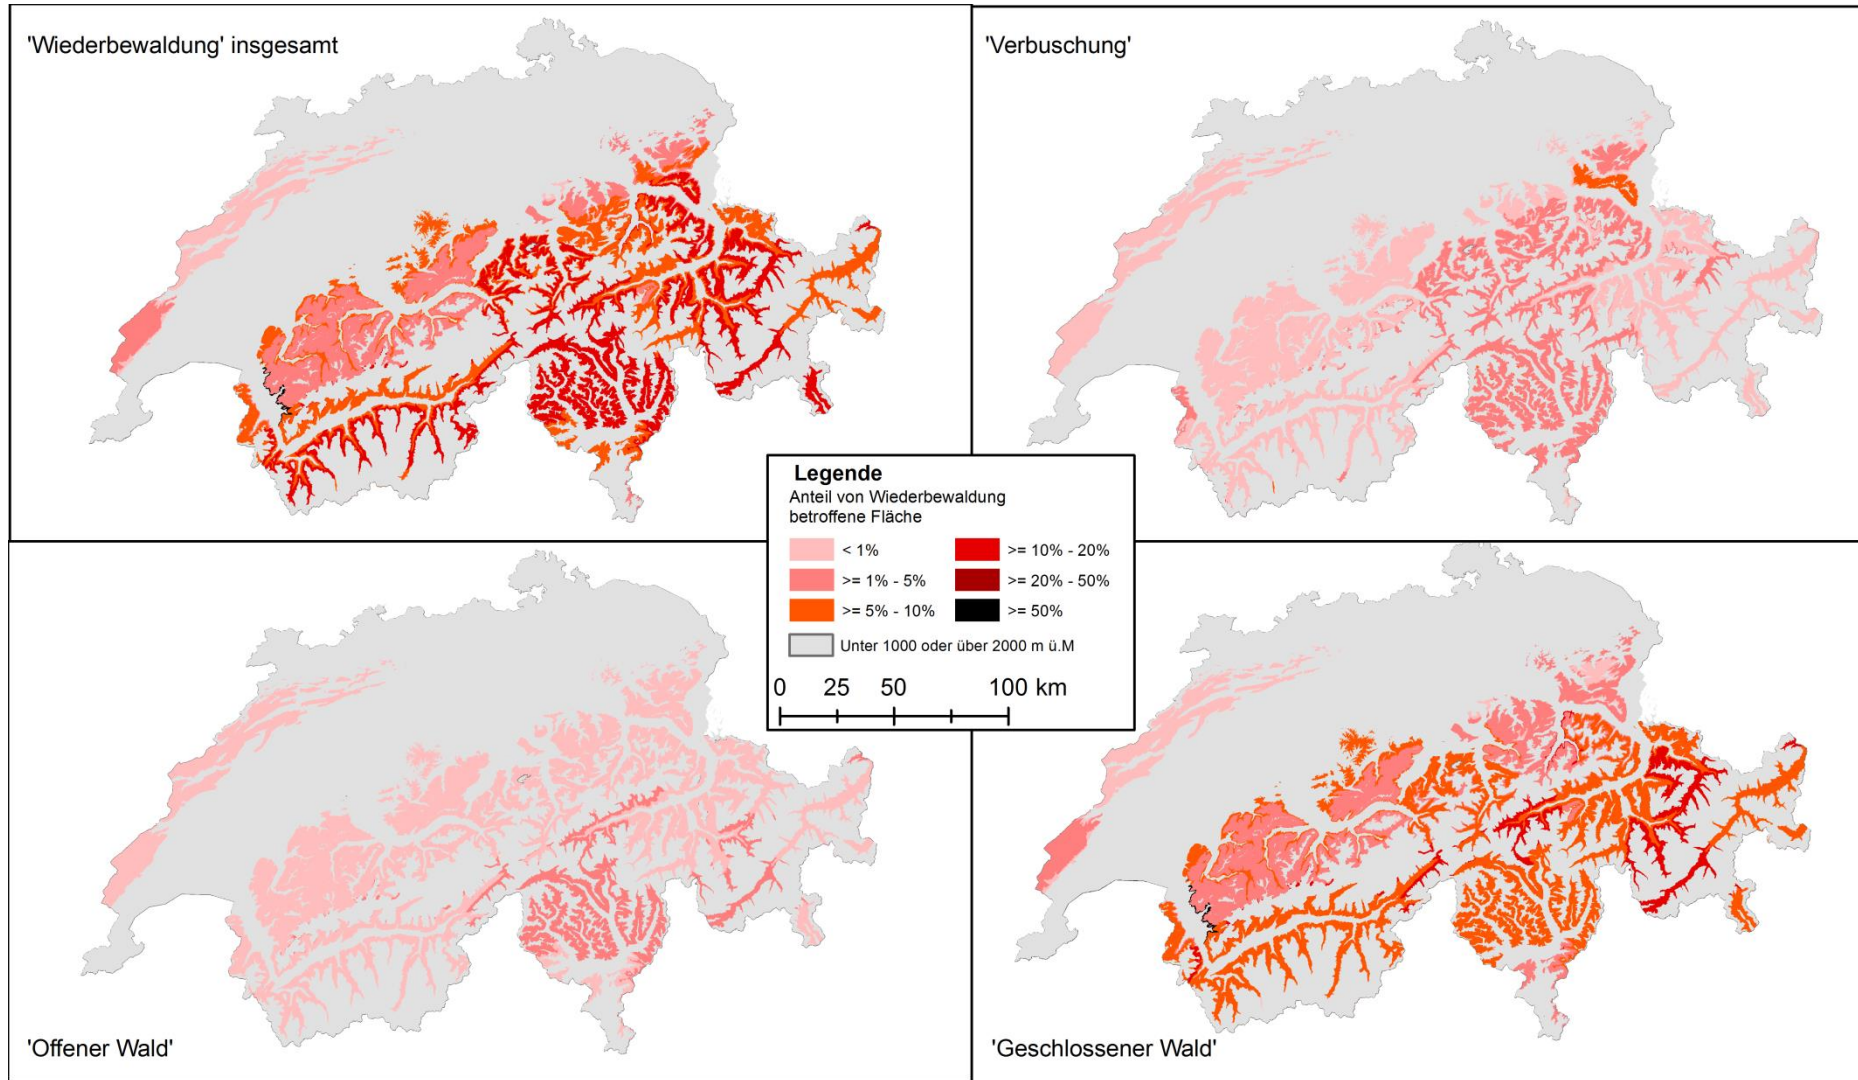 'Wiederbewaldung' insgesamt
'Verbuschung'
Legende
Anteil von Wiederbewaldung
betroffene Fläche
< 1%
>= 10% - 20%
>= 1% - 5%
>= 20% - 50%
>= 5% - 10%
>= 50%
Unter 1000 oder über 2000 m ü.M
0 25 50 100 km
'Offener Wald'
'Geschlossener Wald'